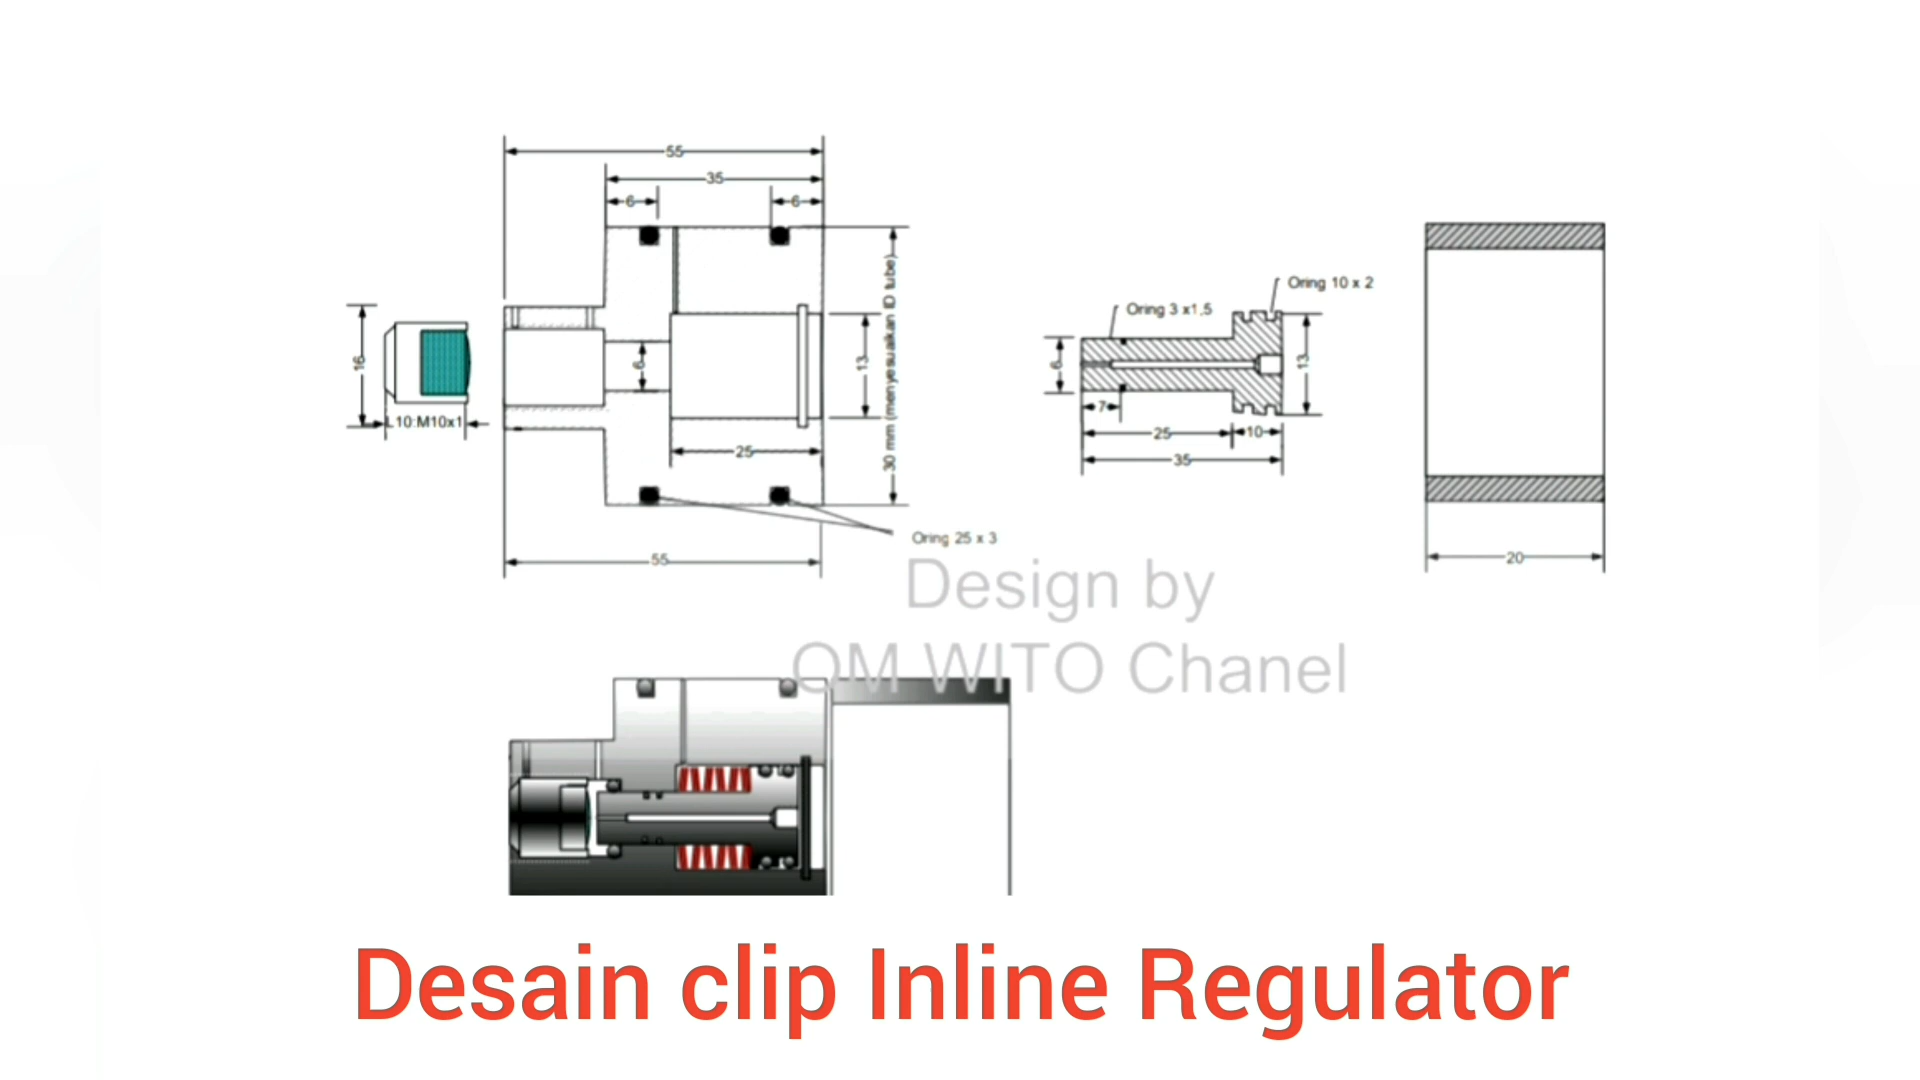 55
35
6
6
Oring 10 x 2
Oring 3 x1,5
16
6
13
30 mm (menyesuaikan ID tube)
6
13
L10:M10x1
7
25
25
10
35
Oring 25 x 3
55
20
Design by
OM WITO Chanel
Desain clip Inline Regulator